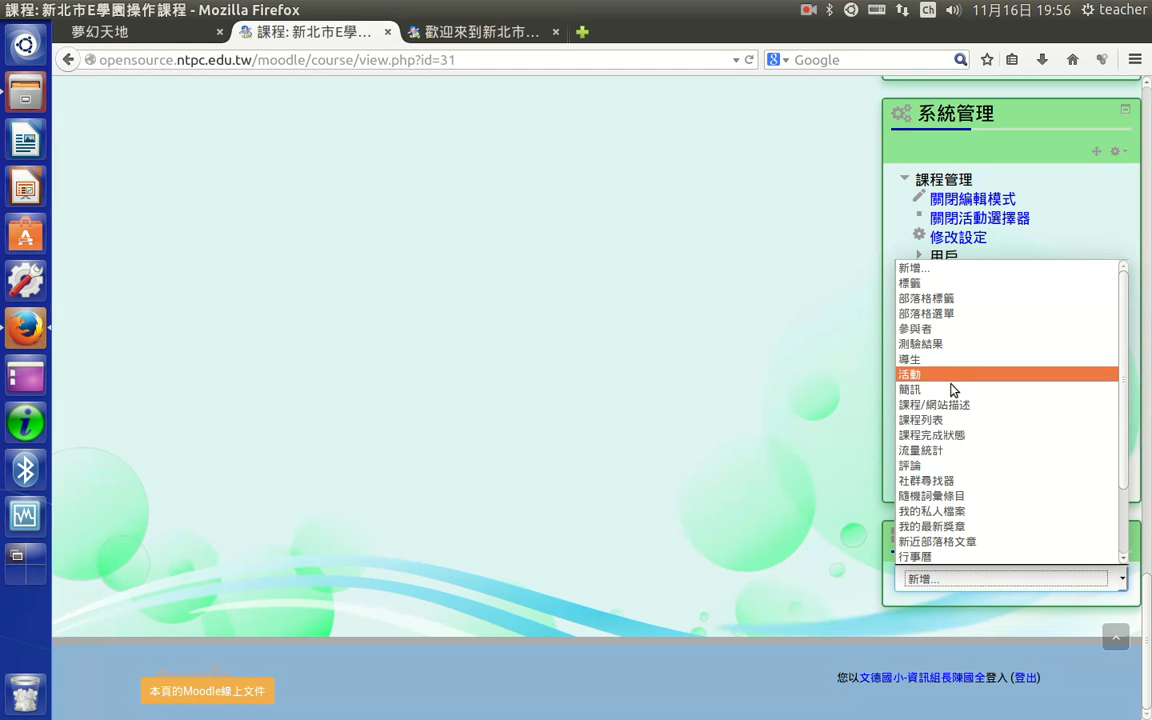 課程: 新北市E學園操作課程 - Mozilla Firefox
Ch
11月16日 19:56
teacher
夢幻天地
課程: 新北市E學...
歡迎來到新北市...
opensource.ntpc.edu.tw/moodle/course/view.php?id=31
Google
系統管理
課程管理
關閉編輯模式
關閉活動選擇器
修改設定
用戶
新增...
標籤
部落格標籤
部落格選單
參與者
測驗結果
導生
活動
簡訊
課程/網站描述
課程列表
課程完成狀態
流量統計
評論
社群尋找器
隨機詞彙條目
我的私人檔案
我的最新獎章
新近部落格文章
行事曆
新增...
本頁的Moodle線上文件
您以文德國小-資訊組長陳國全登入 (登出)